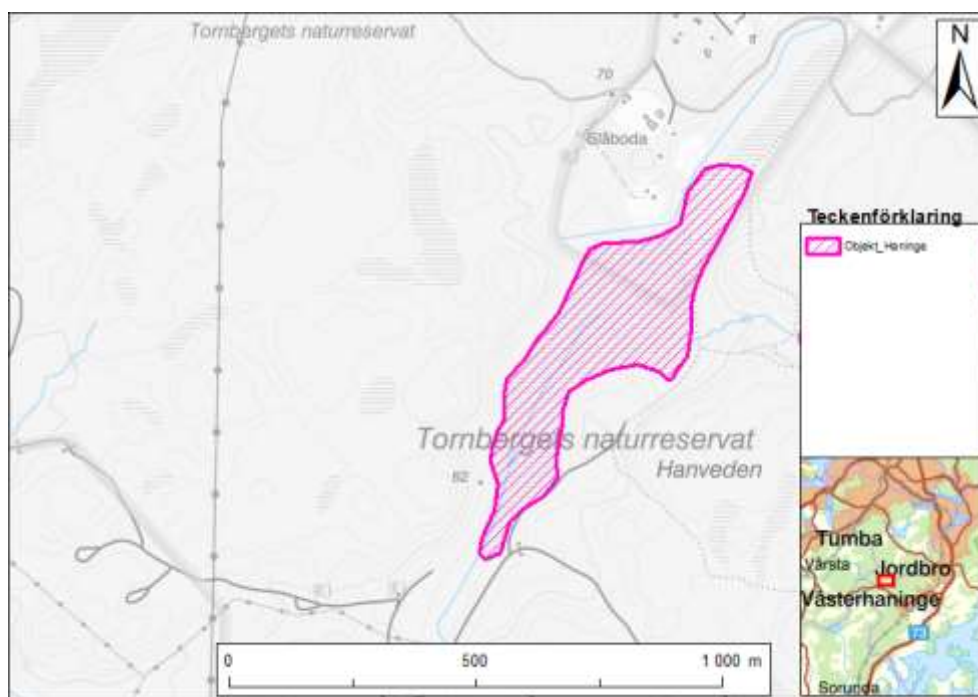 Tornbergets naturreservat
N
70
Slåboda
Teckenförklaring
Objekt_Haninge
Tornbergets naturreservat
Hanveden
82
Tumba
Vårsta
Jordbro
Västerhaninge
73
Sorunda
0
500
1 000 m